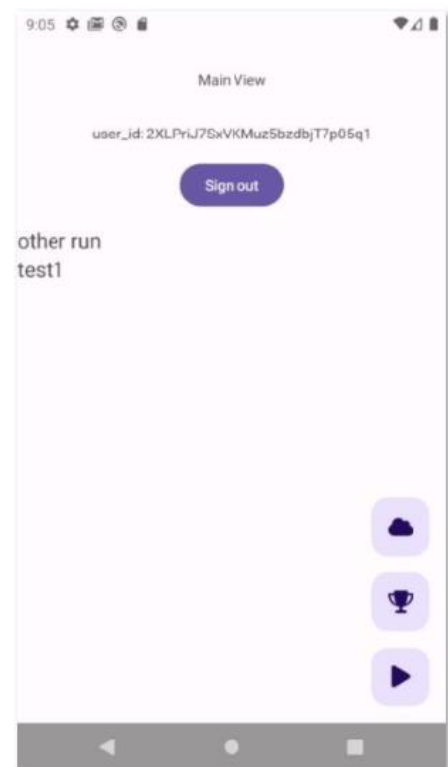 9:05
Main View
user_id: 2XLPriJ7SxVKMuz5bzdbjT7p05q1
Sign out
other run
test1